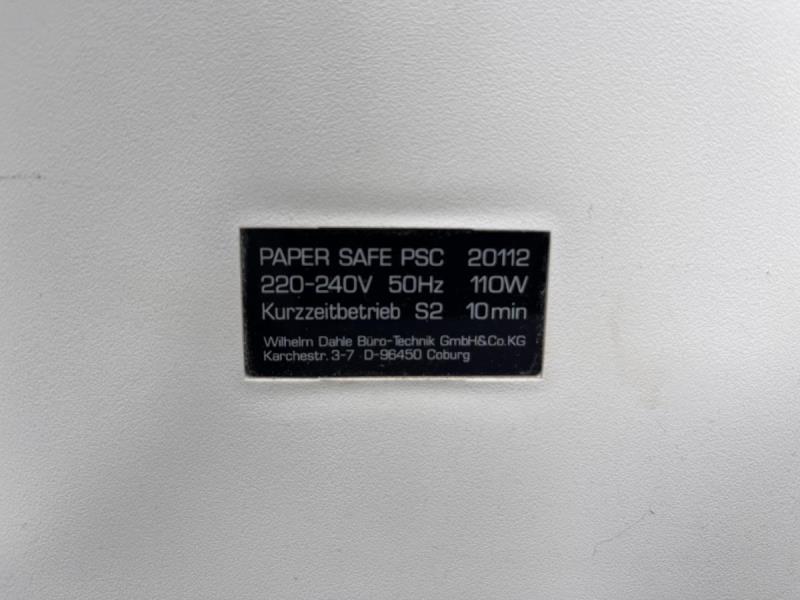 PAPER SAFE PSC 20112
220-240V 50Hz 110W
Kurzzeitbetrieb S2 10min
Wilhelm Dahle Büro-Technik GmbH&Co.KG
Karchestr. 3-7 D-96450 Coburg